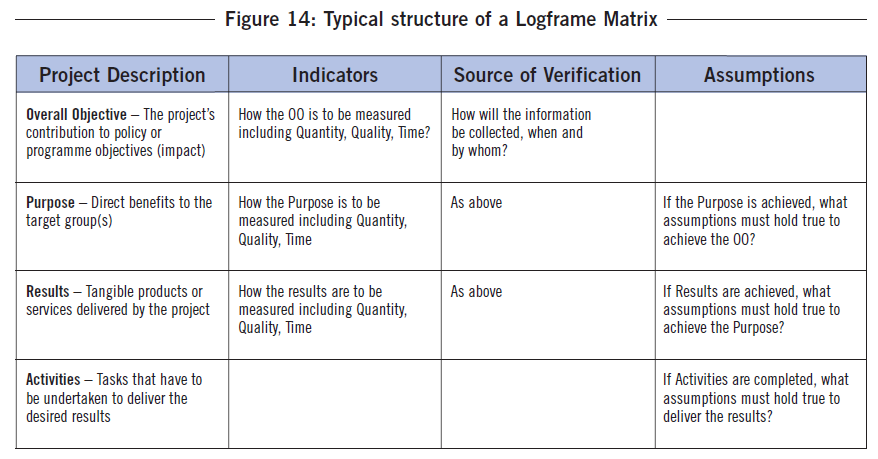 Figure 14: Typical structure of a Logframe Matrix
Project Description
Indicators
Source of Verification
Assumptions
Overall Objective – The project's
contribution to policy or
programme objectives (impact)
How the OO is to be measured
including Quantity, Quality, Time?
How will the information
be collected, when and
by whom?
Purpose – Direct benefits to the
target group(s)
How the Purpose is to be
measured including Quantity,
Quality, Time
As above
If the Purpose is achieved, what
assumptions must hold true to
achieve the OO?
Results – Tangible products or
services delivered by the project
How the results are to be
measured including Quantity,
Quality, Time
As above
If Results are achieved, what
assumptions must hold true to
achieve the Purpose?
Activities – Tasks that have to
be undertaken to deliver the
desired results
If Activities are completed, what
assumptions must hold true to
deliver the results?